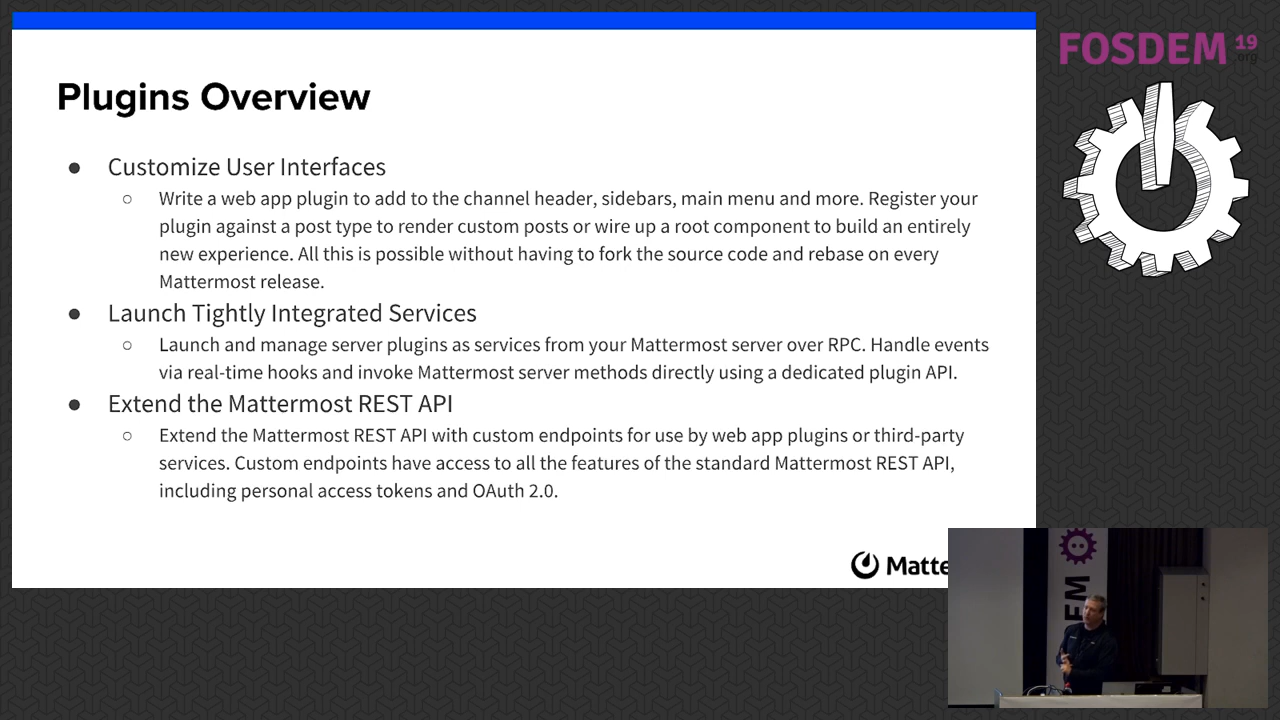 Plugins Overview
● Customize User Interfaces
○ Write a web app plugin to add to the channel header, sidebars, main menu and more. Register your
plugin against a post type to render custom posts or wire up a root component to build an entirely
new experience. All this is possible without having to fork the source code and rebase on every
Mattermost release.
● Launch Tightly Integrated Services
○ Launch and manage server plugins as services from your Mattermost server over RPC. Handle events
via real-time hooks and invoke Mattermost server methods directly using a dedicated plugin API.
● Extend the Mattermost REST API
○ Extend the Mattermost REST API with custom endpoints for use by web app plugins or third-party
services. Custom endpoints have access to all the features of the standard Mattermost REST API,
including personal access tokens and OAuth 2.0.
Matte
FOSDEM 19
.org
EM